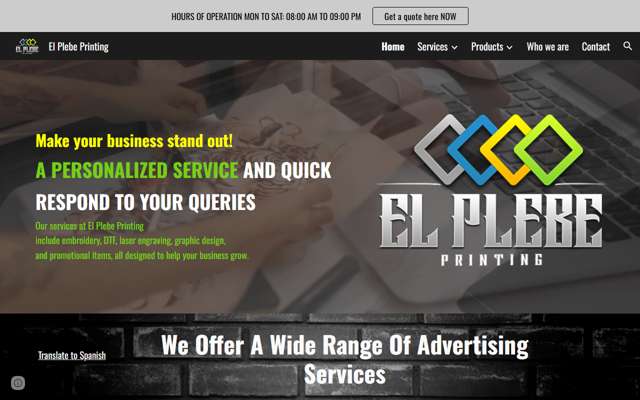 HOURS OF OPERATION MON TO SAT: 08:00 AM TO 09:00 PM
Get a quote here NOW
EL PLEBE
El Plebe Printing
Home
Services
Products
Who we are
Contact
Make your business stand out!
A PERSONALIZED SERVICE AND QUICK
RESPOND TO YOUR QUERIES
Our services at El Plebe Printing
include embroidery, DTF, laser engraving, graphic design,
and promotional items, all designed to help your business grow.
EL PLEBE
PRINTING
Translate to Spanish
We Offer A Wide Range Of Advertising
Services